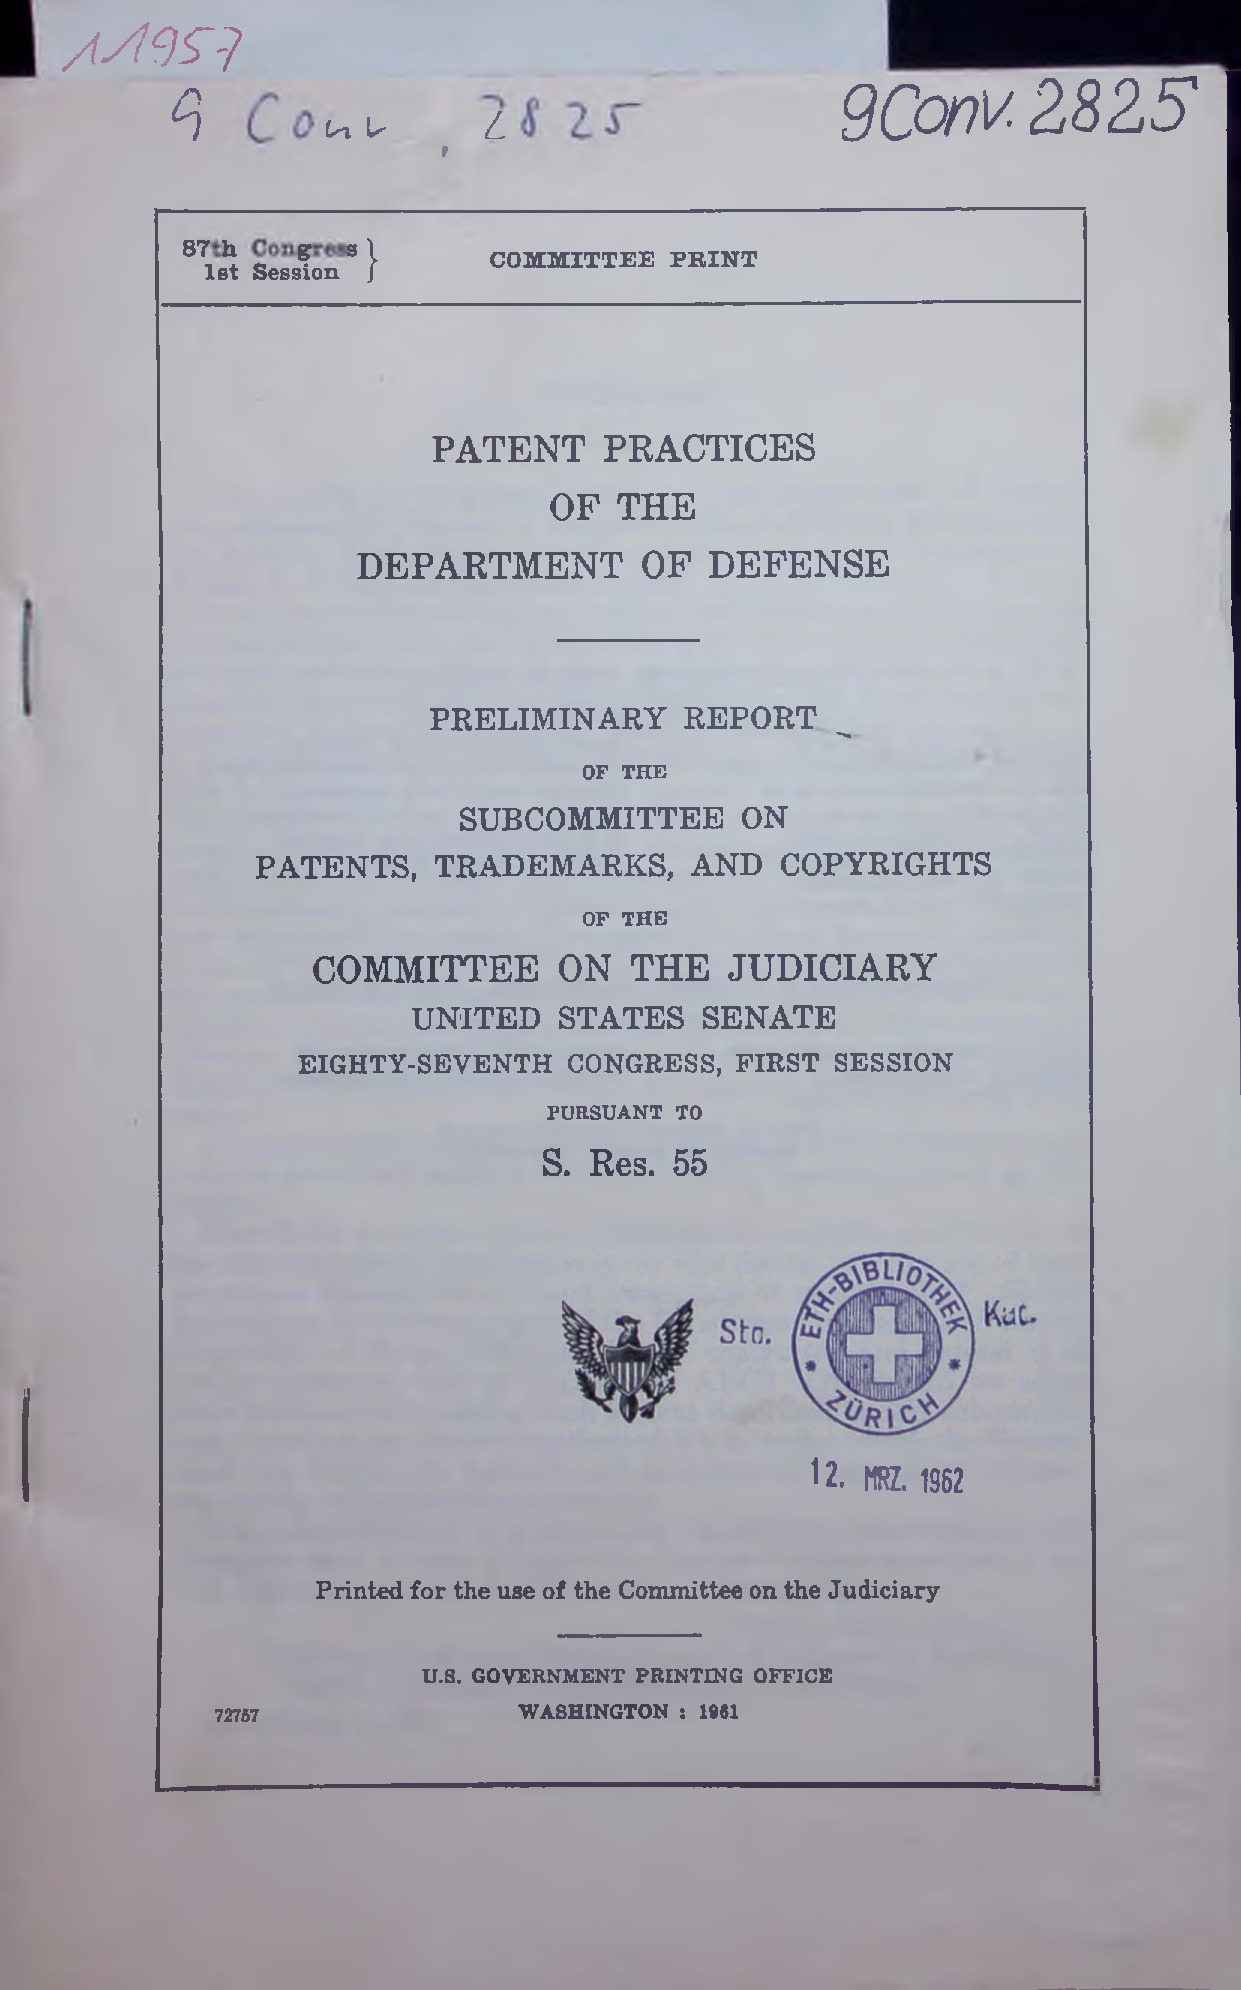 11957
9 Conv. 2825
9Conv. 2825
87th Congress
1st Session
COMMITTEE PRINT
PATENT PRACTICES
OF THE
DEPARTMENT OF DEFENSE
PRELIMINARY REPORT
OF THE
SUBCOMMITTEE ON
PATENTS, TRADEMARKS, AND COPYRIGHTS
OF THE
COMMITTEE ON THE JUDICIARY
UNITED STATES SENATE
EIGHTY-SEVENTH CONGRESS, FIRST SESSION
PURSUANT TO
S. Res. 55
Sto.
ETH-BIBLIOTHEK
* ZÜRICH *
12. MRZ. 1962
Printed for the use of the Committee on the Judiciary
U.S. GOVERNMENT PRINTING OFFICE
72757
WASHINGTON : 1961